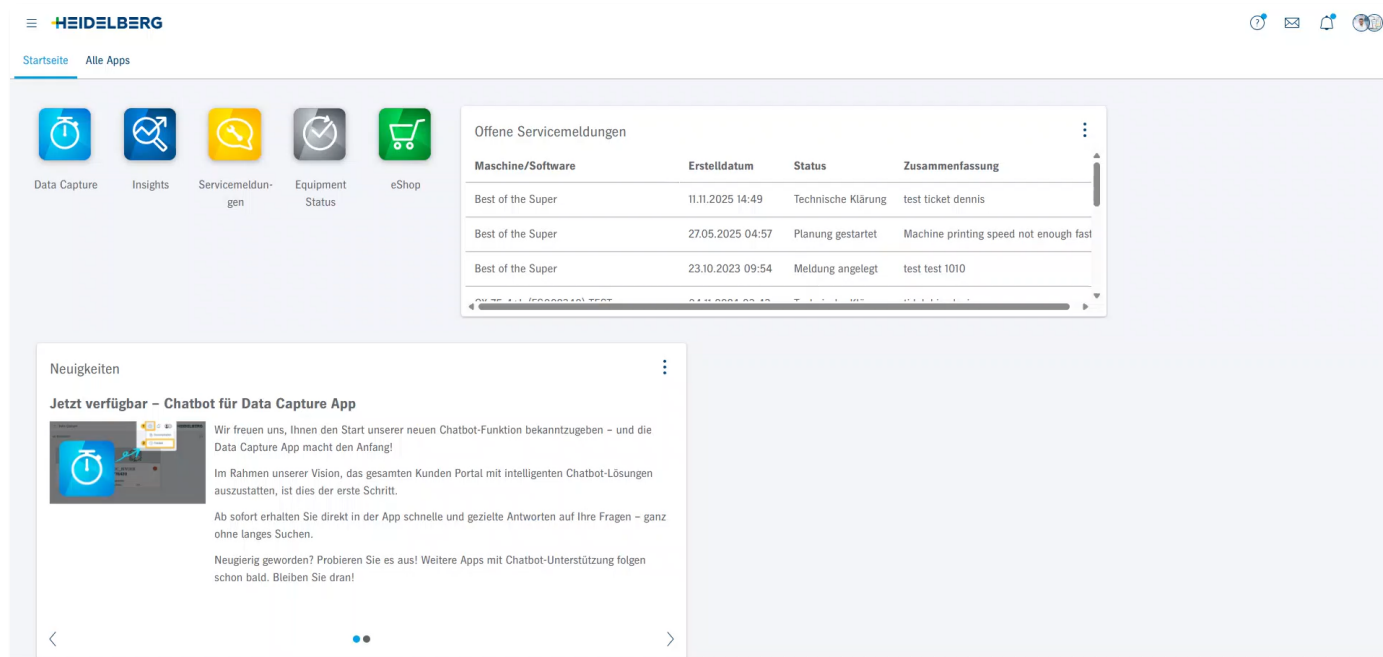 HEIDELBERG
Startseite Alle Apps
Data Capture
Insights
Servicemeldun-
gen
Equipment
Status
eShop
Offene Servicemeldungen
Maschine/Software Erstelldatum Status Zusammenfassung
Best of the Super 11.11.2025 14:49 Technische Klärung test ticket dennis
Best of the Super 27.05.2025 04:57 Planung gestartet Machine printing speed not enough fast
Best of the Super 23.10.2023 09:54 Meldung angelegt test test 1010
Neuigkeiten
Jetzt verfügbar – Chatbot für Data Capture App
Wir freuen uns, Ihnen den Start unserer neuen Chatbot-Funktion bekanntzugeben – und die
Data Capture App macht den Anfang!
Im Rahmen unserer Vision, das gesamten Kunden Portal mit intelligenten Chatbot-Lösungen
auszustatten, ist dies der erste Schritt.
Ab sofort erhalten Sie direkt in der App schnelle und gezielte Antworten auf Ihre Fragen – ganz
ohne langes Suchen.
Neugierig geworden? Probieren Sie es aus! Weitere Apps mit Chatbot-Unterstützung folgen
schon bald. Bleiben Sie dran!